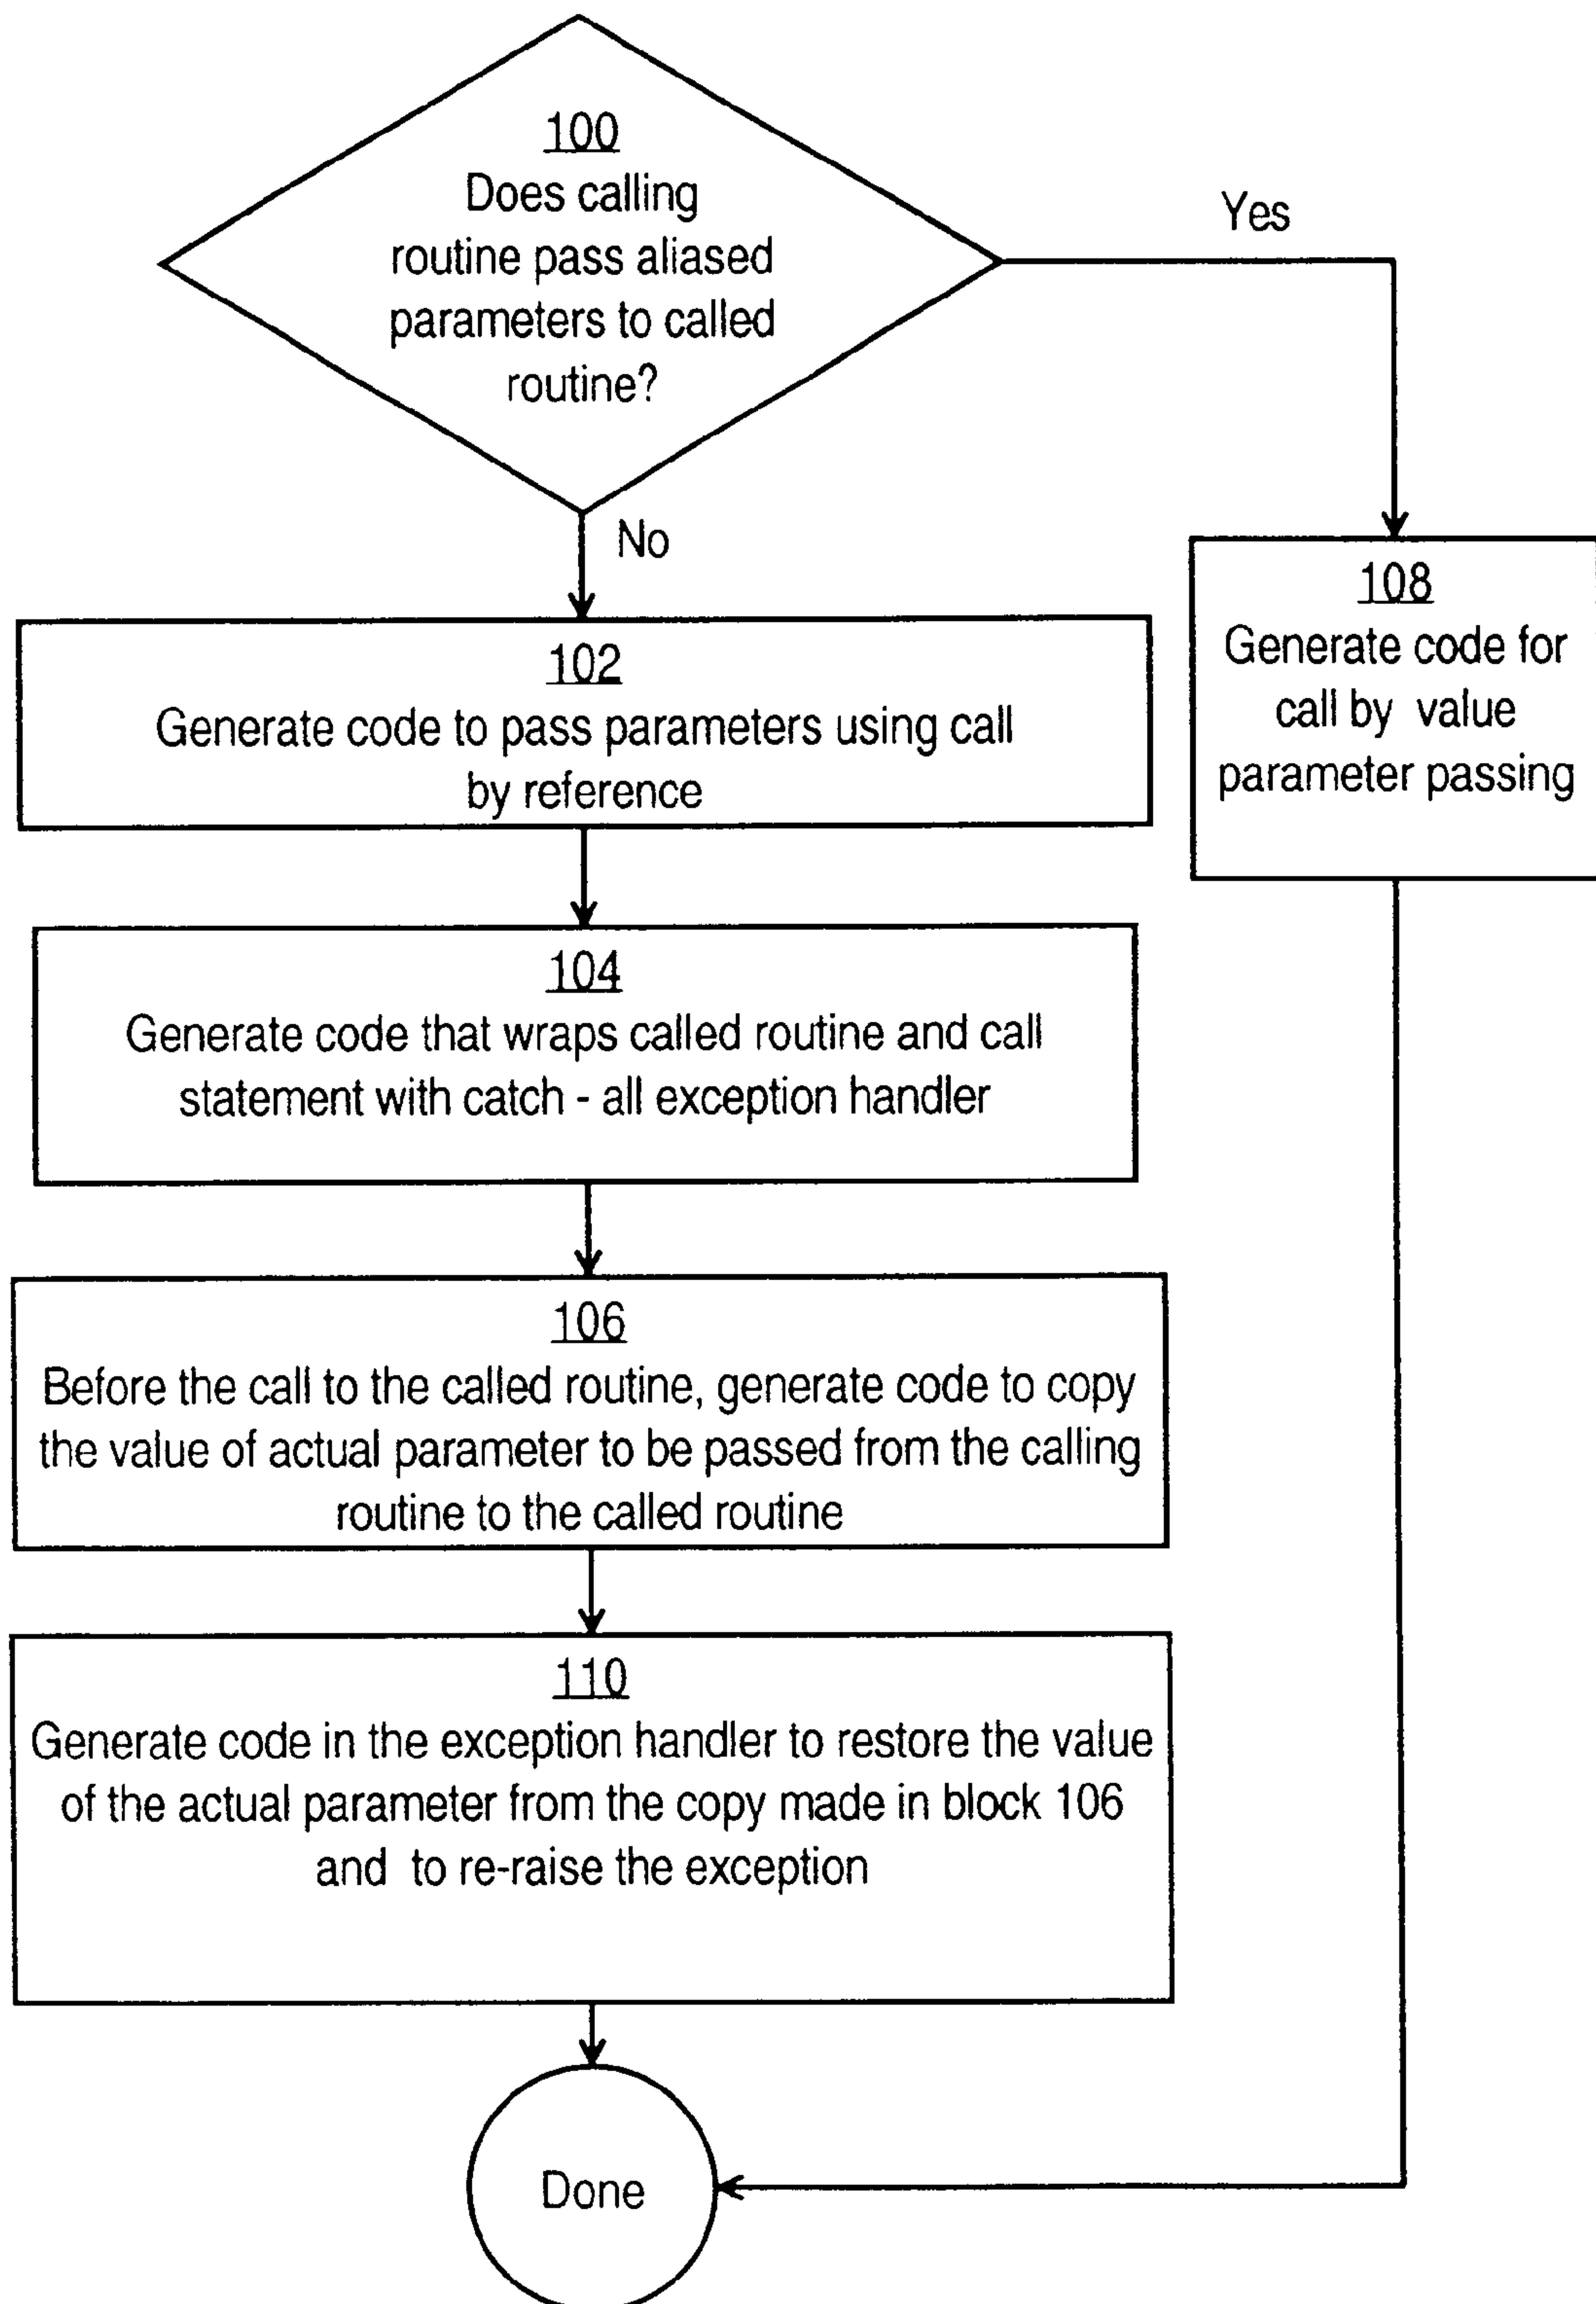 100
Does calling
routine pass aliased
parameters to called
routine?
Yes
No
102
Generate code to pass parameters using call
by reference
108
Generate code for
call by value
parameter passing
104
Generate code that wraps called routine and call
statement with catch - all exception handler
106
Before the call to the called routine, generate code to copy
the value of actual parameter to be passed from the calling
routine to the called routine
110
Generate code in the exception handler to restore the value
of the actual parameter from the copy made in block 106
and to re-raise the exception
Done